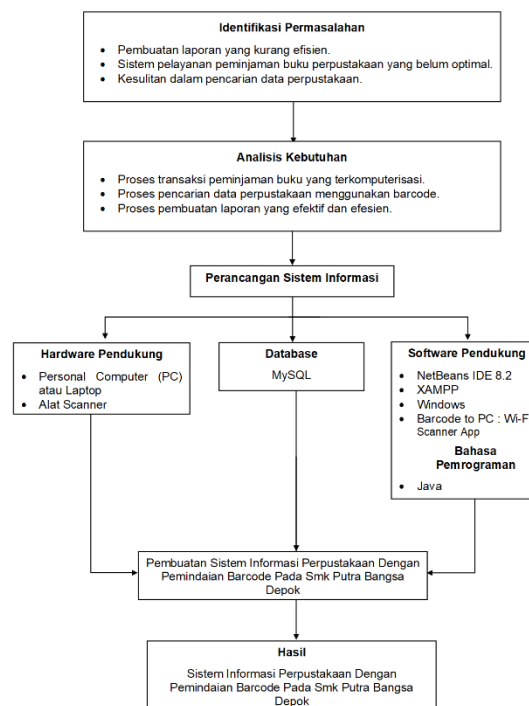 Identifikasi Permasalahan
• Pembuatan laporan yang kurang efisien.
• Sistem pelayanan peminjaman buku perpustakaan yang belum optimal.
• Kesulitan dalam pencarian data perpustakaan.
Analisis Kebutuhan
• Proses transaksi peminjaman buku yang terkomputerisasi.
• Proses pencarian data perpustakaan menggunakan barcode.
• Proses pembuatan laporan yang efektif dan efesien.
Perancangan Sistem Informasi
Hardware Pendukung
• Personal Computer (PC)
atau Laptop
• Alat Scanner
Database
MySQL
Software Pendukung
• NetBeans IDE 8.2
• XAMPP
• Windows
• Barcode to PC : Wi-F
Scanner App
Bahasa
Pemrograman
• Java
Pembuatan Sistem Informasi Perpustakaan Dengan
Pemindaian Barcode Pada Smk Putra Bangsa
Depok
Hasil
Sistem Informasi Perpustakaan Dengan
Pemindaian Barcode Pada Smk Putra Bangsa
Depok